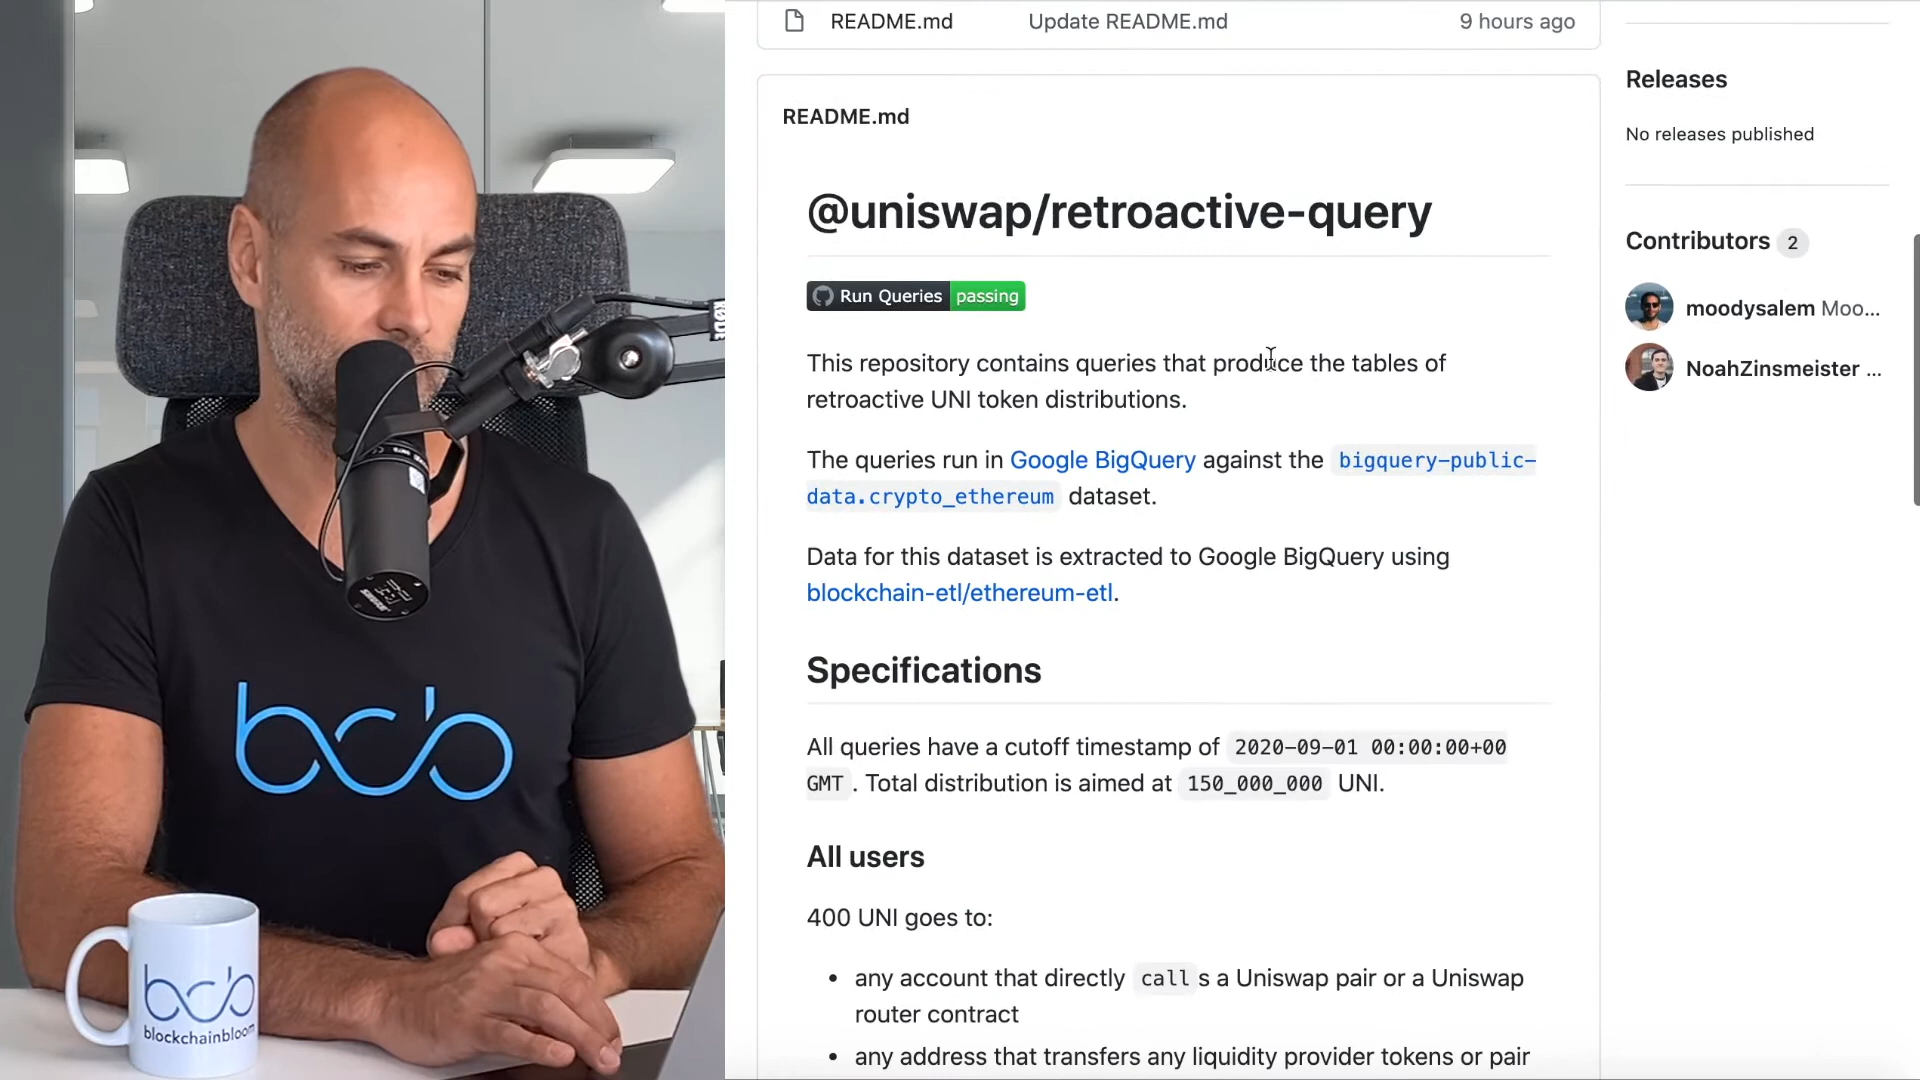 README.md Update README.md 9 hours ago
README.md
@uniswap/retroactive-query
Run Queries passing
This repository contains queries that produce the tables of
retroactive UNI token distributions.
The queries run in Google BigQuery against the bigquery-public-
data.crypto_ethereum dataset.
Data for this dataset is extracted to Google BigQuery using
blockchain-etl/ethereum-etl.
Specifications
All queries have a cutoff timestamp of 2020-09-01 00:00:00+00
GMT. Total distribution is aimed at 150_000_000 UNI.
All users
400 UNI goes to:
• any account that directly calls a Uniswap pair or a Uniswap
router contract
• any address that transfers any liquidity provider tokens or pair
Releases
No releases published
Contributors 2
moodysalem Moo...
NoahZinsmeister ...
RØDE
bcb
bcb
blockchainbloom